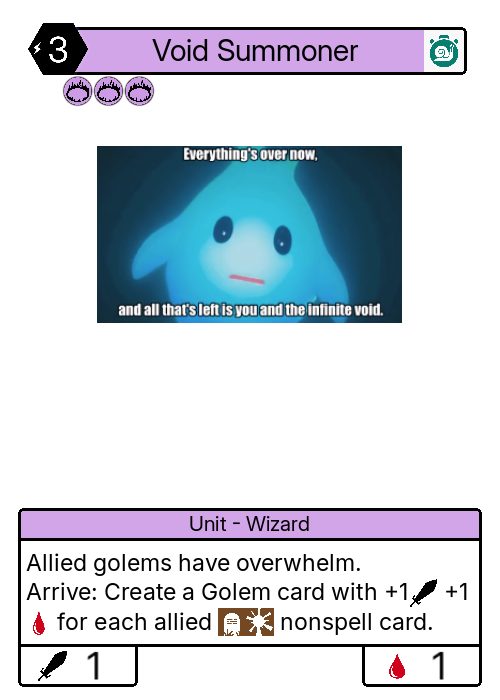 3 Void Summoner
Everything's over now,
and all that's left is you and the infinite void.
Unit - Wizard
Allied golems have overwhelm.
Arrive: Create a Golem card with +1 +1
for each allied nonspell card.
1 1